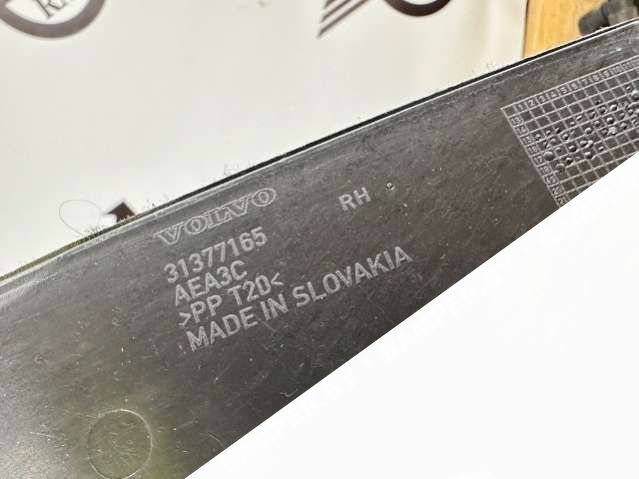 VOLVO
RH
31377165
AEA3C
>PP T20<
MADE IN SLOVAKIA